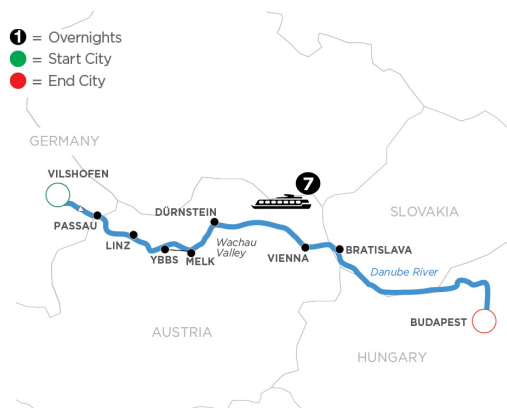 1 = Overnights
= Start City
= End City
GERMANY
VILSHOFEN
7
PASSAU
DÜRNSTEIN
SLOVAKIA
LINZ
Wachau
Valley
YBBS
MELK
VIENNA
BRATISLAVA
Danube River
AUSTRIA
BUDAPEST
HUNGARY